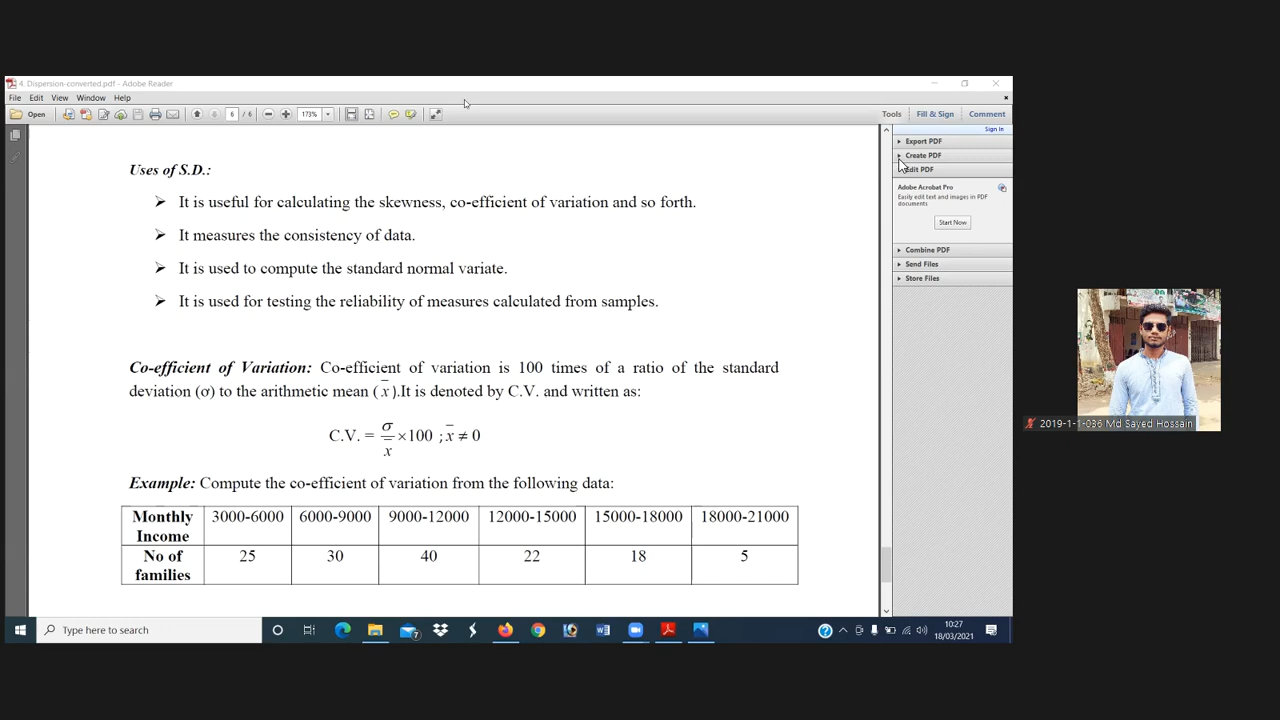 4. Dispersion-converted.pdf - Adobe Reader
File Edit View Window Help
Open 6 / 6 173% Tools Fill & Sign Comment
Sign In
Export PDF
Create PDF
Edit PDF
Adobe Acrobat Pro
Easily edit text and images in PDF
documents
Start Now
Combine PDF
Send Files
Store Files
Uses of S.D.:
➢ It is useful for calculating the skewness, co-efficient of variation and so forth.
➢ It measures the consistency of data.
➢ It is used to compute the standard normal variate.
➢ It is used for testing the reliability of measures calculated from samples.
Co-efficient of Variation: Co-efficient of variation is 100 times of a ratio of the standard
deviation (σ) to the arithmetic mean ( x̄ ).It is denoted by C.V. and written as:
C.V. = σ/x̄ ×100 ; x̄ ≠ 0
Example: Compute the co-efficient of variation from the following data:
Monthly Income 3000-6000 6000-9000 9000-12000 12000-15000 15000-18000 18000-21000
No of families 25 30 40 22 18 5
2019-1-1-036 Md Sayed Hossain
Type here to search
7
10:27
18/03/2021